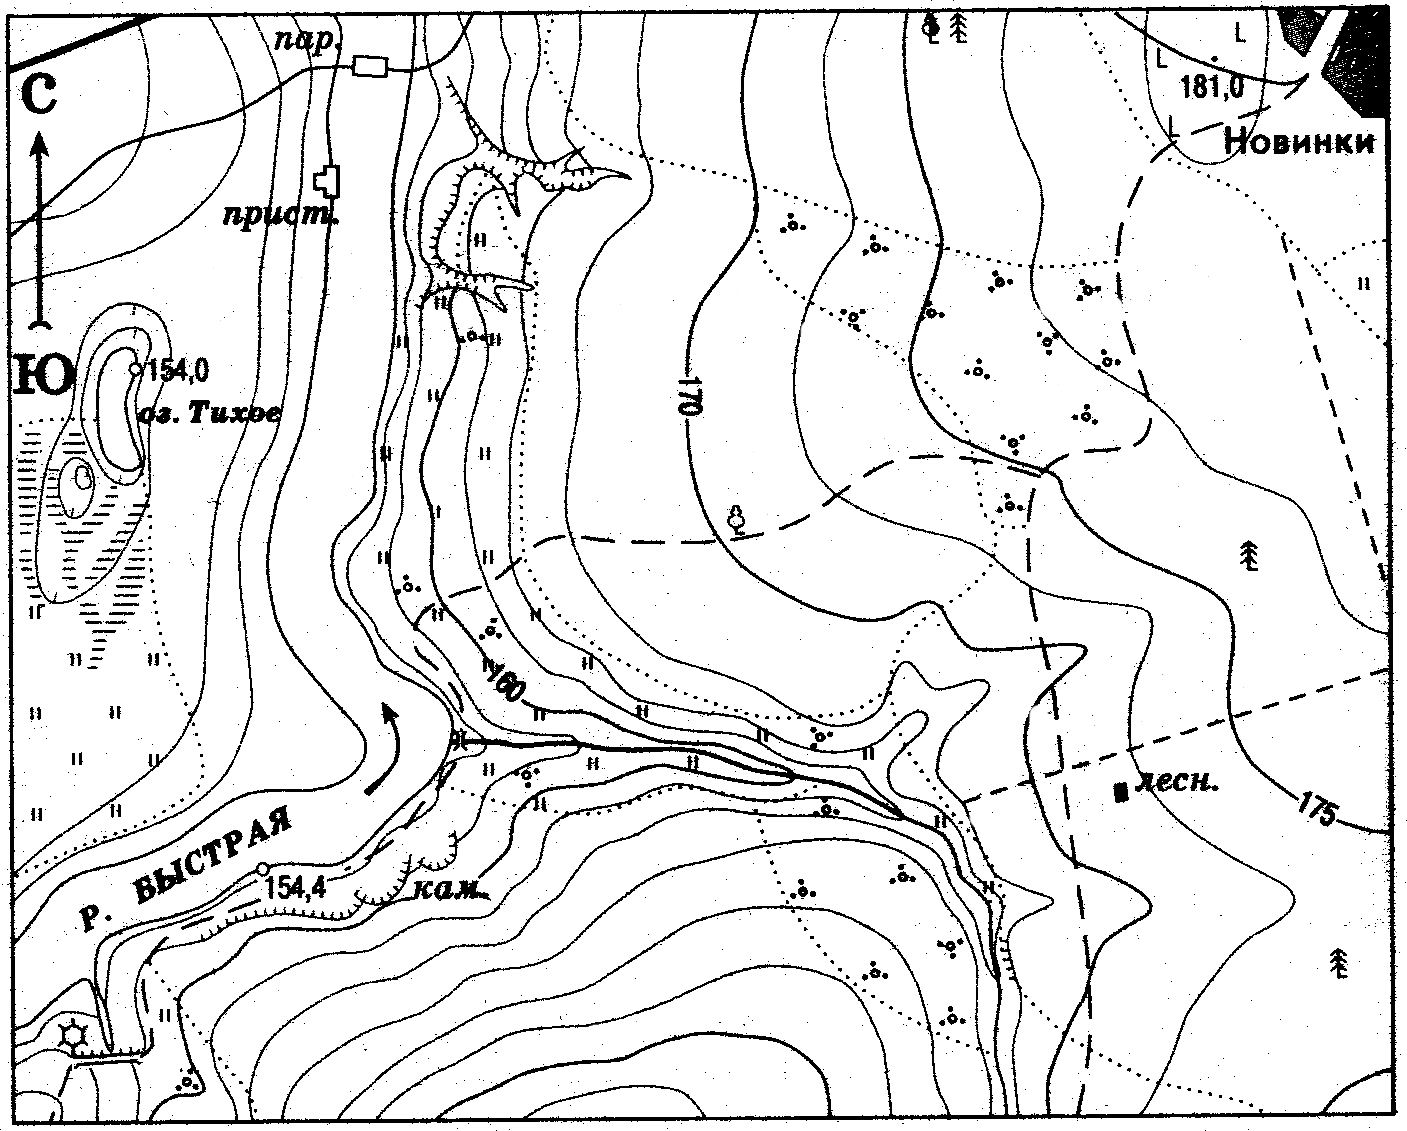 пар.
С
181,0
Новинки
прист.
Ю
154,0
оз. Тихое
170
160
лесн.
175
Р. БЫСТРАЯ
154,4
кам.